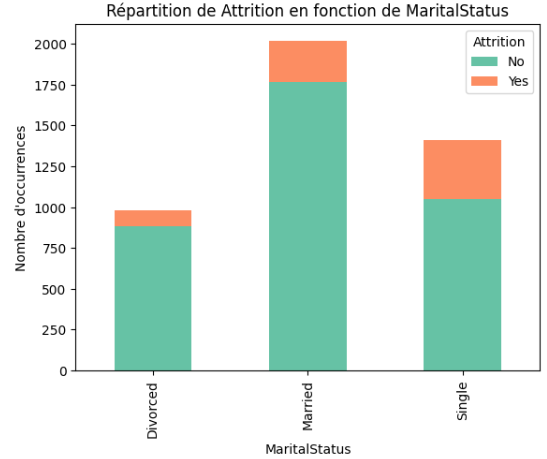 Répartition de Attrition en fonction de MaritalStatus
Attrition
No
Yes
Nombre d'occurrences
2000
1750
1500
1250
1000
750
500
250
0
Divorced
Married
Single
MaritalStatus